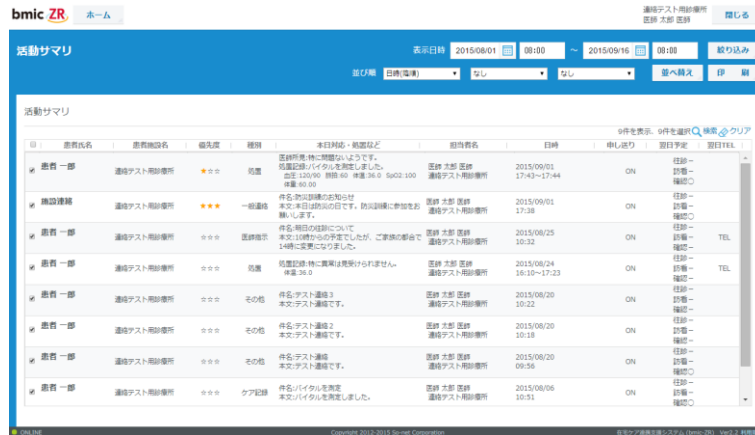 bmic ZR ホーム 連絡テスト用診療所 医師 太郎 医師 閉じる
活動サマリ 表示日時 2015/08/01 08:00 ～ 2015/09/16 08:00 絞り込み
並び順 日時(降順) なし なし 並べ替え 印 刷
活動サマリ
9件を表示、9件を選択 検索 クリア
患者氏名 患者施設名 優先度 種別 本日対応・処置など 担当者名 日時 申し送り 翌日予定 翌日TEL
患者 一郎 連絡テスト用診療所 ★☆☆ 処置 医師所見:特に問題ないようです。
処置記録:バイタルを測定しました。
血圧:120/90 脈拍:60 体温:36.0 SpO2:100
体重:60.00
医師 太郎 医師
連絡テスト用診療所
2015/09/01
17:43～17:44
ON
往診－
訪看－
確認○
施設連絡 連絡テスト用診療所 ★★★ 一般連絡 件名:防災訓練のお知らせ
本文:本日は防災の日です。防災訓練に参加をお
願いします。
医師 太郎 医師
連絡テスト用診療所
2015/09/01
17:38
ON
往診－
訪看－
確認－
患者 一郎 連絡テスト用診療所 ☆☆☆ 医師指示 件名:明日の往診について
本文:10時からの予定でしたが、ご家族の都合で
14時に変更になりました。
医師 太郎 医師
連絡テスト用診療所
2015/08/25
10:32
ON
往診－
訪看－
確認－
TEL
患者 一郎 連絡テスト用診療所 ☆☆☆ 処置 処置記録:特に異常は見受けられません。
体温:36.0
医師 太郎 医師
連絡テスト用診療所
2015/08/24
16:10～17:23
ON
往診－
訪看－
確認－
TEL
患者 一郎 連絡テスト用診療所 ☆☆☆ その他 件名:テスト連絡3
本文:テスト連絡です。
医師 太郎 医師
連絡テスト用診療所
2015/08/20
10:22
ON
往診－
訪看－
確認○
患者 一郎 連絡テスト用診療所 ☆☆☆ その他 件名:テスト連絡2
本文:テスト連絡です。
医師 太郎 医師
連絡テスト用診療所
2015/08/20
10:18
ON
往診－
訪看－
確認○
患者 一郎 連絡テスト用診療所 ☆☆☆ その他 件名:テスト連絡
本文:テスト連絡です。
医師 太郎 医師
連絡テスト用診療所
2015/08/20
09:56
ON
往診－
訪看－
確認○
患者 一郎 連絡テスト用診療所 ☆☆☆ ケア記録 件名:バイタルを測定
本文:バイタルを測定しました。
医師 太郎 医師
連絡テスト用診療所
2015/08/06
10:51
ON
往診－
訪看－
確認○
ONLINE Copyright 2012-2015 So-net Corporation 在宅ケア連携支援システム (bmic-ZR) Ver2.2